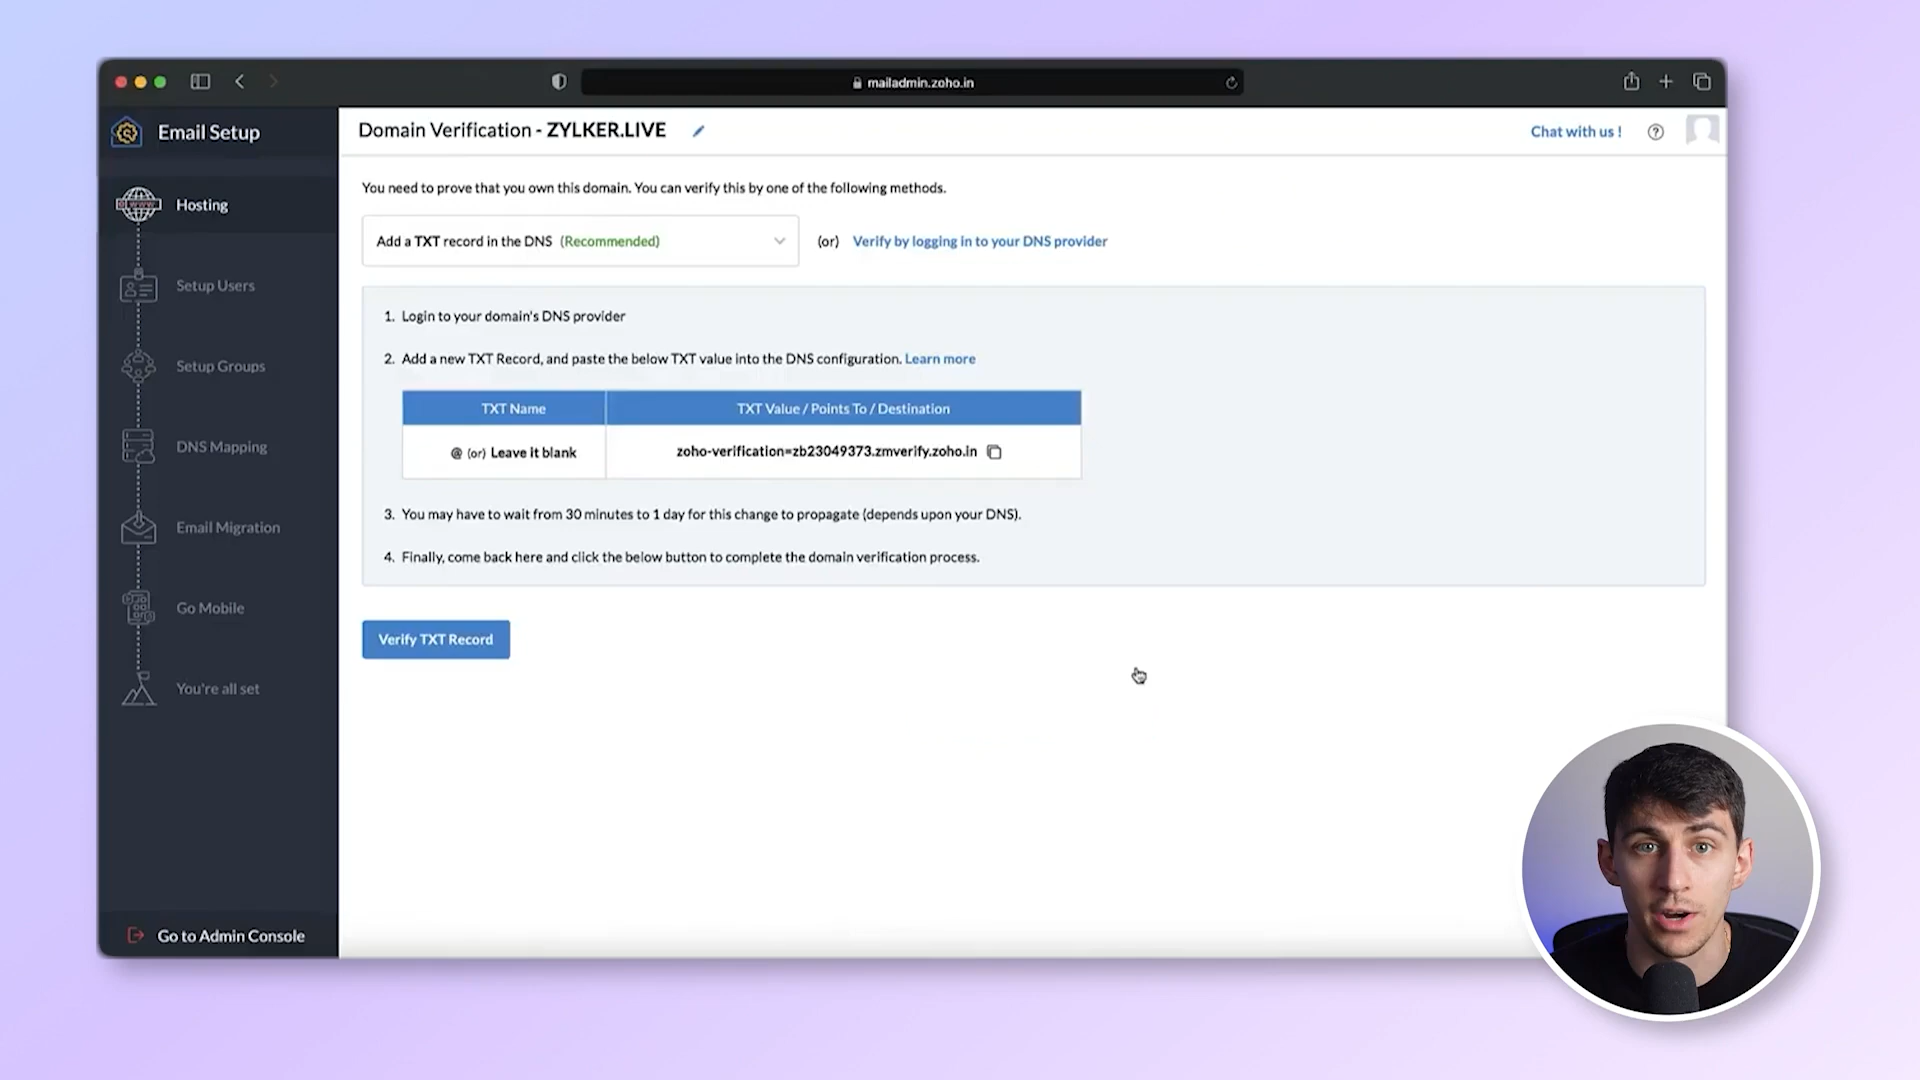 mailadmin.zoho.in
Email Setup
Domain Verification - ZYLKER.LIVE
Chat with us !
Hosting
Setup Users
Setup Groups
DNS Mapping
Email Migration
Go Mobile
You're all set
Go to Admin Console
You need to prove that you own this domain. You can verify this by one of the following methods.
Add a TXT record in the DNS (Recommended)
(or) Verify by logging in to your DNS provider
1. Login to your domain's DNS provider
2. Add a new TXT Record, and paste the below TXT value into the DNS configuration. Learn more
TXT Name TXT Value / Points To / Destination
@ (or) Leave it blank zoho-verification=zb23049373.zmverify.zoho.in
3. You may have to wait from 30 minutes to 1 day for this change to propagate (depends upon your DNS).
4. Finally, come back here and click the below button to complete the domain verification process.
Verify TXT Record